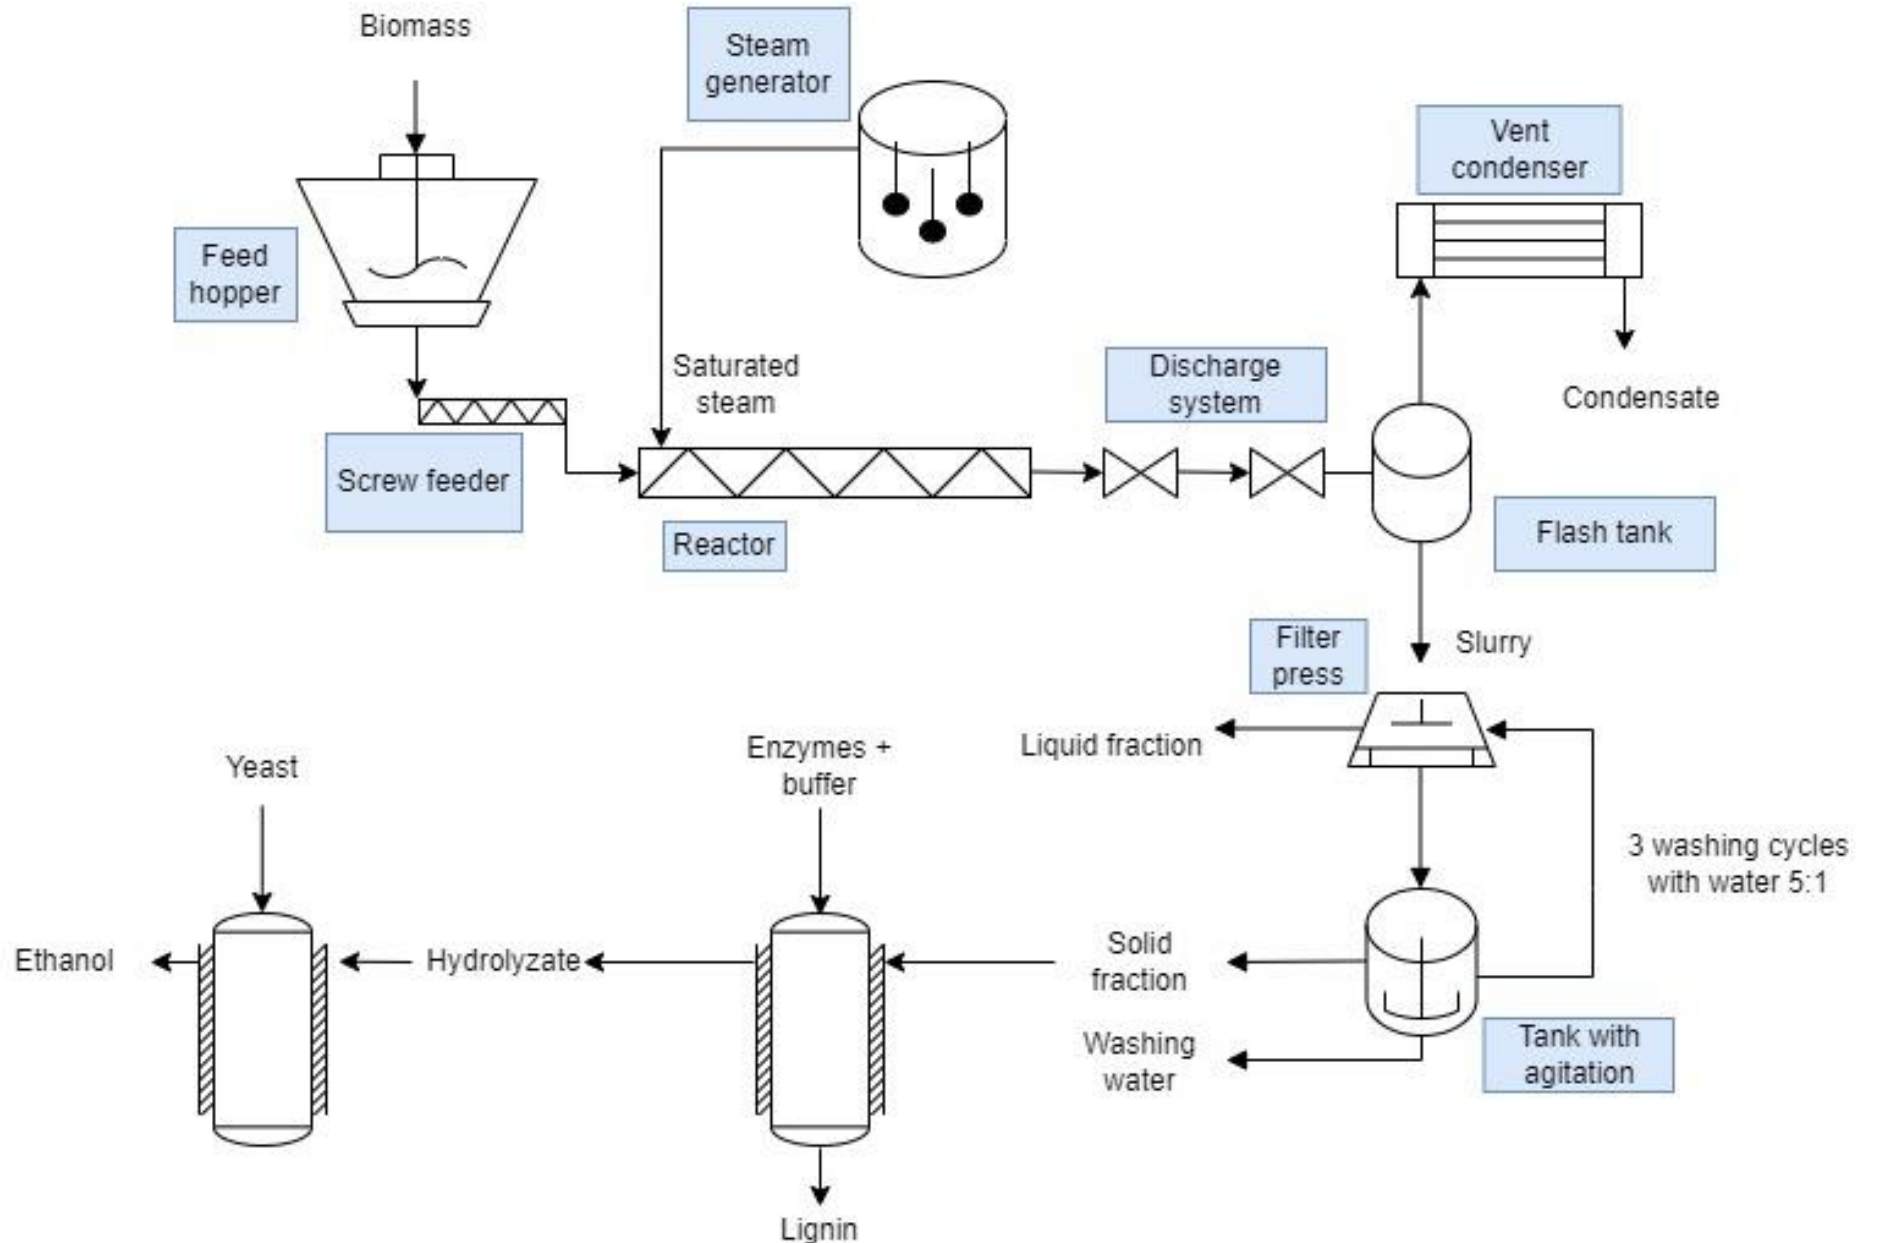 Biomass
Steam
generator
Vent
condenser
Feed
hopper
Saturated
steam
Discharge
system
Condensate
Screw feeder
Reactor
Flash tank
Filter
press
Slurry
Liquid fraction
Yeast
Enzymes +
buffer
3 washing cycles
with water 5:1
Ethanol
Hydrolyzate
Solid
fraction
Washing
water
Tank with
agitation
Lignin